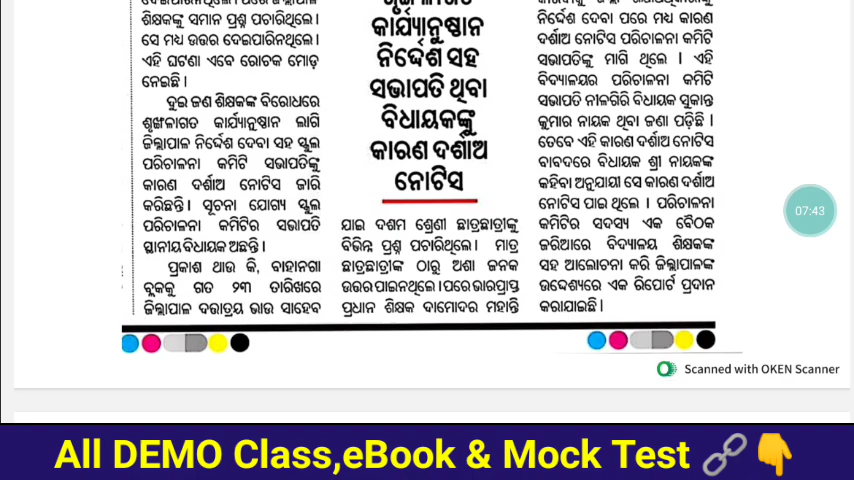 ଶିକ୍ଷକଙ୍କୁ ସମାନ ପ୍ରଶ୍ନ ପଚାରିଥିଲେ।
ସେ ମଧ୍ୟ ଉତ୍ତର ଦେଇପାରିନଥିଲେ।
ଏହି ଘଟଣା ଏବେ ରୋଚକ ମୋଡ଼
ନେଇଛି ।
ଦୁଇ ଜଣ ଶିକ୍ଷକଙ୍କ ବିରୋଧରେ
ଶୃଙ୍ଖଳାଗତ କାର୍ଯ୍ୟାନୁଷ୍ଠାନ ଲାଗି
ଜିଲ୍ଲାପାଳ ନିର୍ଦ୍ଦେଶ ଦେବା ସହ ସ୍କୁଲ
ପରିଚାଳନା କମିଟି ସଭାପତିଙ୍କୁ
କାରଣ ଦର୍ଶାଅ ନୋଟିସ ଜାରି
କରିଛନ୍ତି। ସୂଚନା ଯୋଗ୍ୟ ସ୍କୁଲ
ପରିଚାଳନା କମିଟିର ସଭାପତି
ସ୍ଥାନୀୟ ବିଧାୟକ ଅଛନ୍ତି।
ପ୍ରକାଶ ଥାଉ କି, ବାହାନଗା
ବ୍ଲକକୁ ଗତ ୨୩ ତାରିଖରେ
ଜିଲ୍ଲାପାଳ ଦତ୍ତାତ୍ରୟ ଭାଉ ସାହେବ
କାର୍ଯ୍ୟାନୁଷ୍ଠାନ
ନିର୍ଦ୍ଦେଶ ସହ
ସଭାପତି ଥିବା
ବିଧାୟକଙ୍କୁ
କାରଣ ଦର୍ଶାଅ
ନୋଟିସ
ଯାଇ ଦଶମ ଶ୍ରେଣୀ ଛାତ୍ରଛାତ୍ରୀଙ୍କୁ
ବିଭିନ୍ନ ପ୍ରଶ୍ନ ପଚାରିଥିଲେ। ମାତ୍ର
ଛାତ୍ରଛାତ୍ରୀଙ୍କ ଠାରୁ ଅଶା ଜନକ
ଉତ୍ତର ପାଇନଥିଲେ।ପରେ ଭାରପ୍ରାପ୍ତ
ପ୍ରଧାନ ଶିକ୍ଷକ ଦାମୋଦର ମହାନ୍ତି
ନିର୍ଦ୍ଦେଶ ଦେବା ପରେ ମଧ୍ୟ କାରଣ
ଦର୍ଶାଅ ନୋଟିସ ପରିଚାଳନା କମିଟି
ସଭାପତିଙ୍କୁ ମାଗି ଥିଲେ । ଏହି
ବିଦ୍ୟାଳୟର ପରିଚାଳନା କମିଟି
ସଭାପତି ନୀଳଗିରି ବିଧାୟକ ସୁକାନ୍ତ
କୁମାର ନାୟକ ଥିବା ଜଣା ପଡ଼ିଛି ।
ତେବେ ଏହି କାରଣ ଦର୍ଶାଅ ନୋଟିସ
ବାବଦରେ ବିଧାୟକ ଶ୍ରୀ ନାୟକଙ୍କ
କହିବା ଅନୁଯାୟୀ ସେ କାରଣ ଦର୍ଶାଅ
ନୋଟିସ ପାଇ ଥିଲେ । ପରିଚାଳନା
କମିଟିର ସଦସ୍ୟ ଏକ ବୈଠକ
ଜରିଆରେ ବିଦ୍ୟାଳୟ ଶିକ୍ଷକଙ୍କ
ସହ ଆଲୋଚନା କରି ଜିଲ୍ଲାପାଳଙ୍କ
ଉଦ୍ଦେଶ୍ୟରେ ଏକ ରିପୋର୍ଟ ପ୍ରଦାନ
କରାଯାଇଛି ।
07:43
Scanned with OKEN Scanner
All DEMO Class,eBook & Mock Test